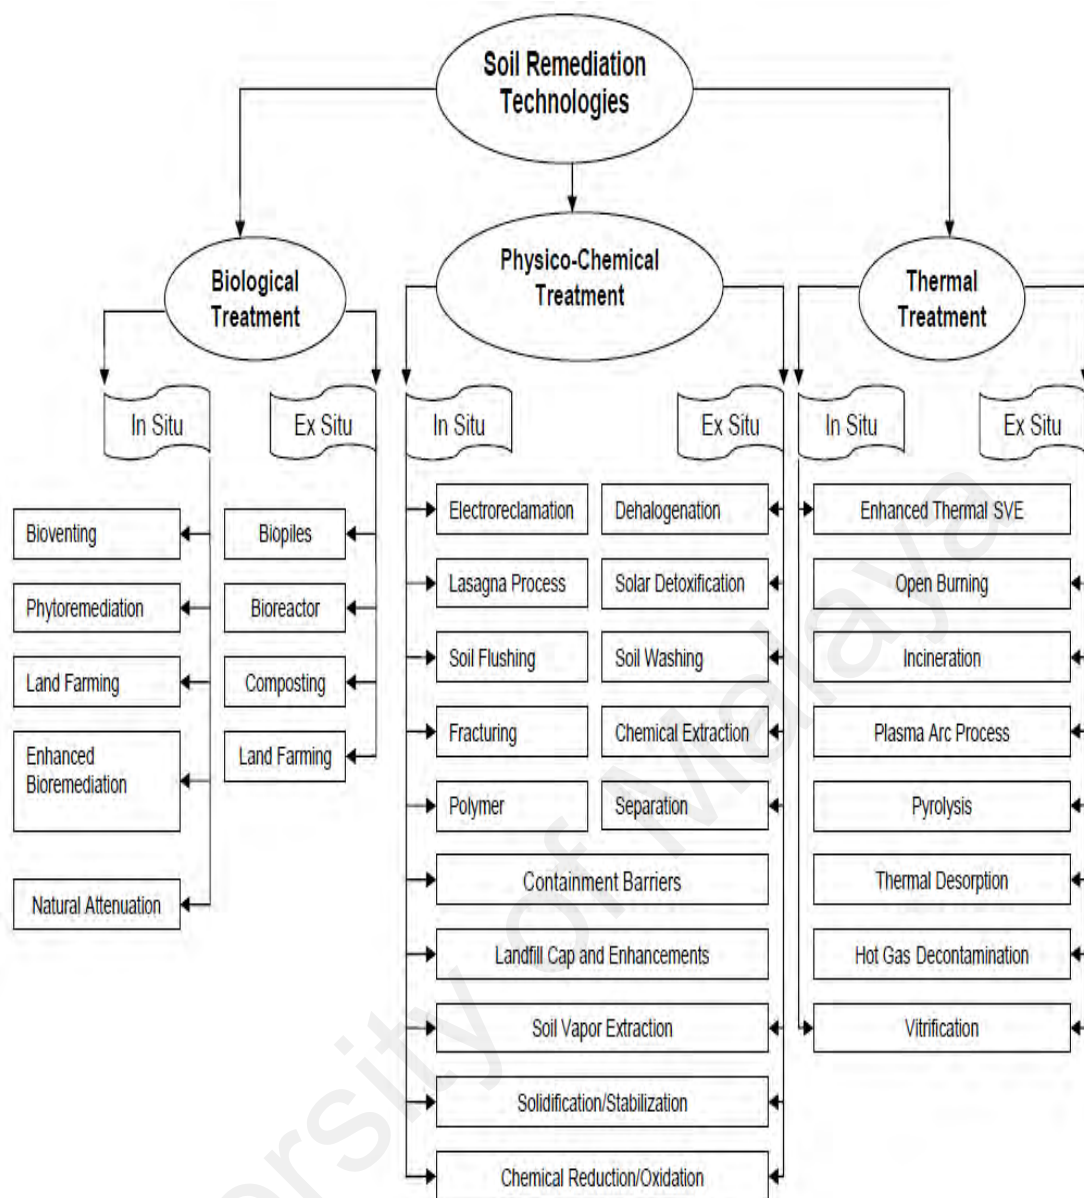 Soil Remediation
Technologies
Biological
Treatment
Physico-Chemical
Treatment
Thermal
Treatment
In Situ
Ex Situ
In Situ
Ex Situ
In Situ
Ex Situ
Bioventing
Phytoremediation
Land Farming
Enhanced
Bioremediation
Natural Attenuation
Biopiles
Bioreactor
Composting
Land Farming
Electroreclamation
Lasagna Process
Soil Flushing
Fracturing
Polymer
Dehalogenation
Solar Detoxification
Soil Washing
Chemical Extraction
Separation
Containment Barriers
Landfill Cap and Enhancements
Soil Vapor Extraction
Solidification/Stabilization
Chemical Reduction/Oxidation
Enhanced Thermal SVE
Open Burning
Incineration
Plasma Arc Process
Pyrolysis
Thermal Desorption
Hot Gas Decontamination
Vitrification
ersity of Malaya